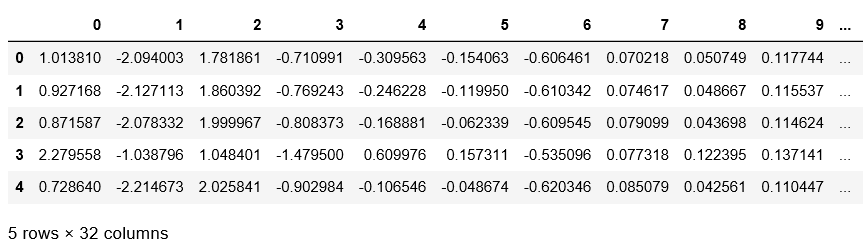 0 1 2 3 4 5 6 7 8 9 ...
0 1.013810 -2.094003 1.781861 -0.710991 -0.309563 -0.154063 -0.606461 0.070218 0.050749 0.117744 ...
1 0.927168 -2.127113 1.860392 -0.769243 -0.246228 -0.119950 -0.610342 0.074617 0.048667 0.115537 ...
2 0.871587 -2.078332 1.999967 -0.808373 -0.168881 -0.062339 -0.609545 0.079099 0.043698 0.114624 ...
3 2.279558 -1.038796 1.048401 -1.479500 0.609976 0.157311 -0.535096 0.077318 0.122395 0.137141 ...
4 0.728640 -2.214673 2.025841 -0.902984 -0.106546 -0.048674 -0.620346 0.085079 0.042561 0.110447 ...
5 rows × 32 columns